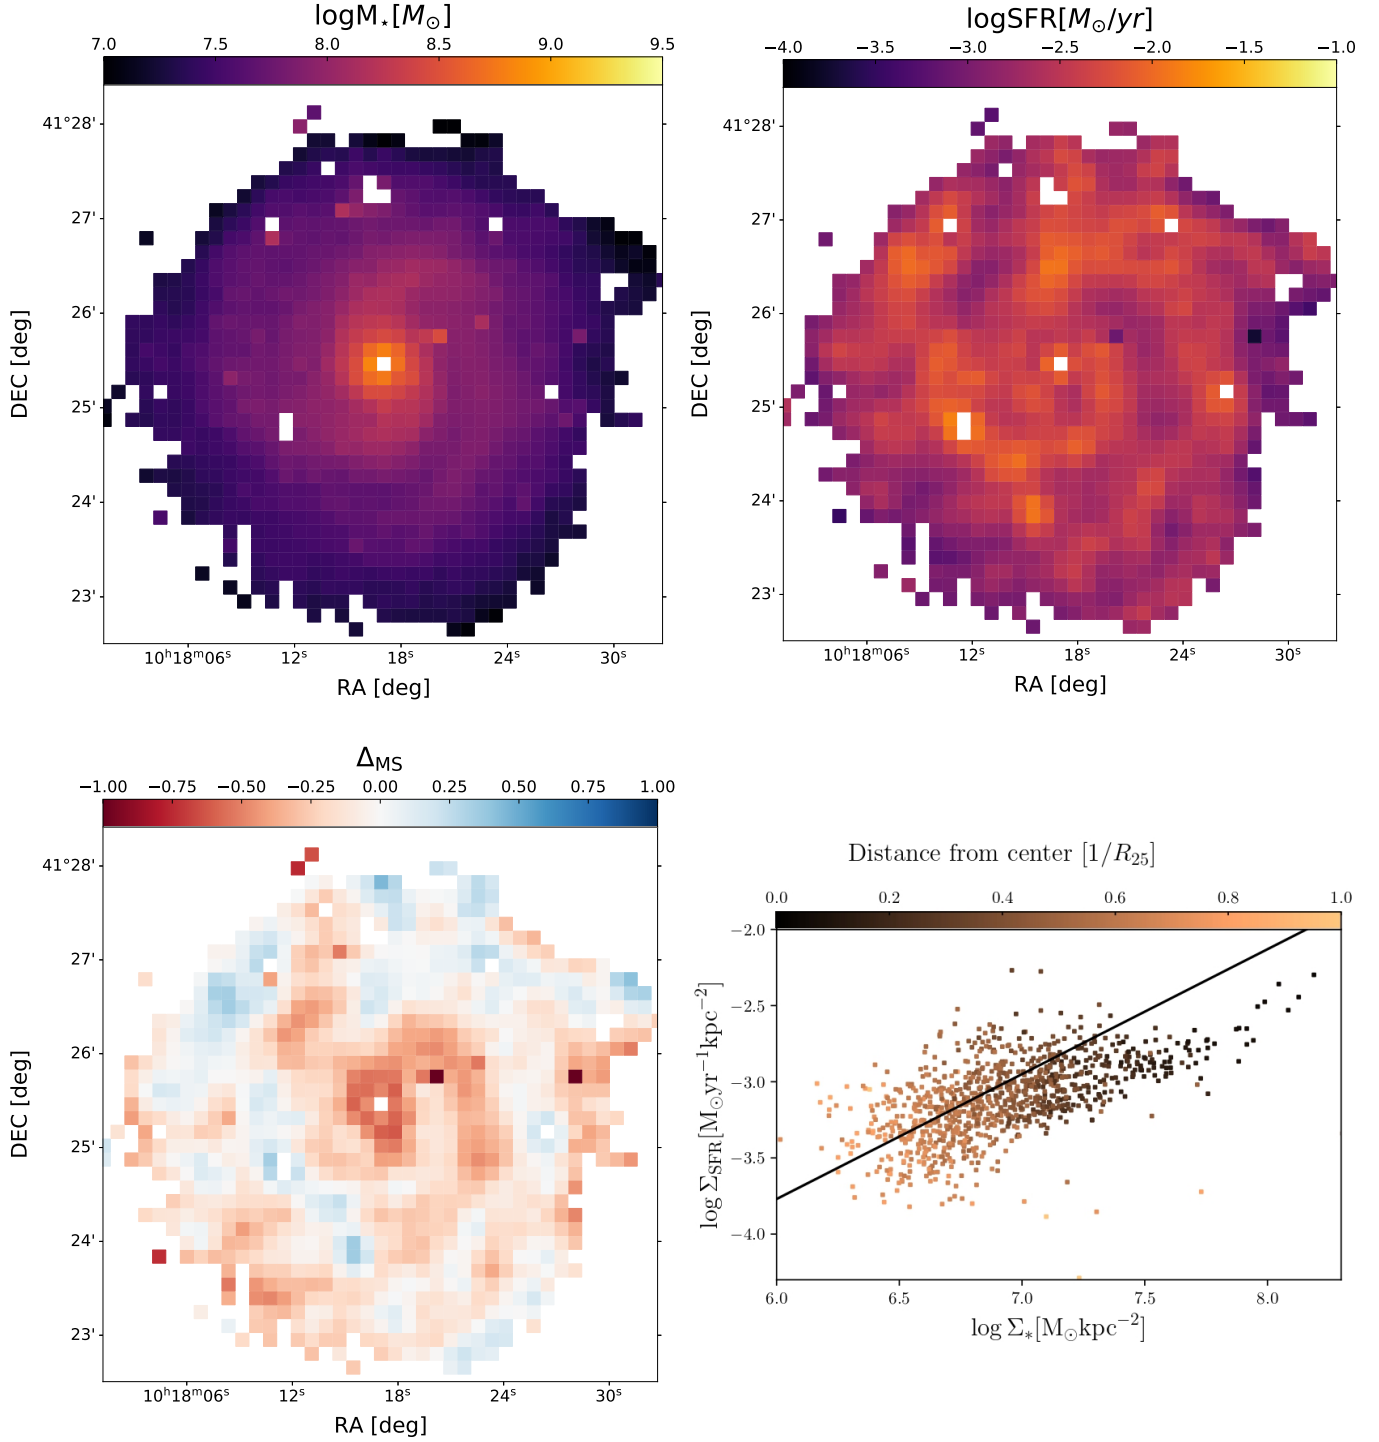 logM⋆[M⊙]
7.0 7.5 8.0 8.5 9.0 9.5
41°28'
27'
26'
25'
24'
23'
DEC [deg]
10ʰ18ᵐ06ˢ 12ˢ 18ˢ 24ˢ 30ˢ
RA [deg]
logSFR[M⊙/yr]
−4.0 −3.5 −3.0 −2.5 −2.0 −1.5 −1.0
41°28'
27'
26'
25'
24'
23'
DEC [deg]
10ʰ18ᵐ06ˢ 12ˢ 18ˢ 24ˢ 30ˢ
RA [deg]
Δ_MS
−1.00 −0.75 −0.50 −0.25 0.00 0.25 0.50 0.75 1.00
41°28'
27'
26'
25'
24'
23'
DEC [deg]
10ʰ18ᵐ06ˢ 12ˢ 18ˢ 24ˢ 30ˢ
RA [deg]
Distance from center [1/R₂₅]
0.0 0.2 0.4 0.6 0.8 1.0
−2.0
−2.5
−3.0
−3.5
−4.0
log Σ_SFR[M⊙yr⁻¹kpc⁻²]
6.0 6.5 7.0 7.5 8.0
log Σ∗[M⊙kpc⁻²]